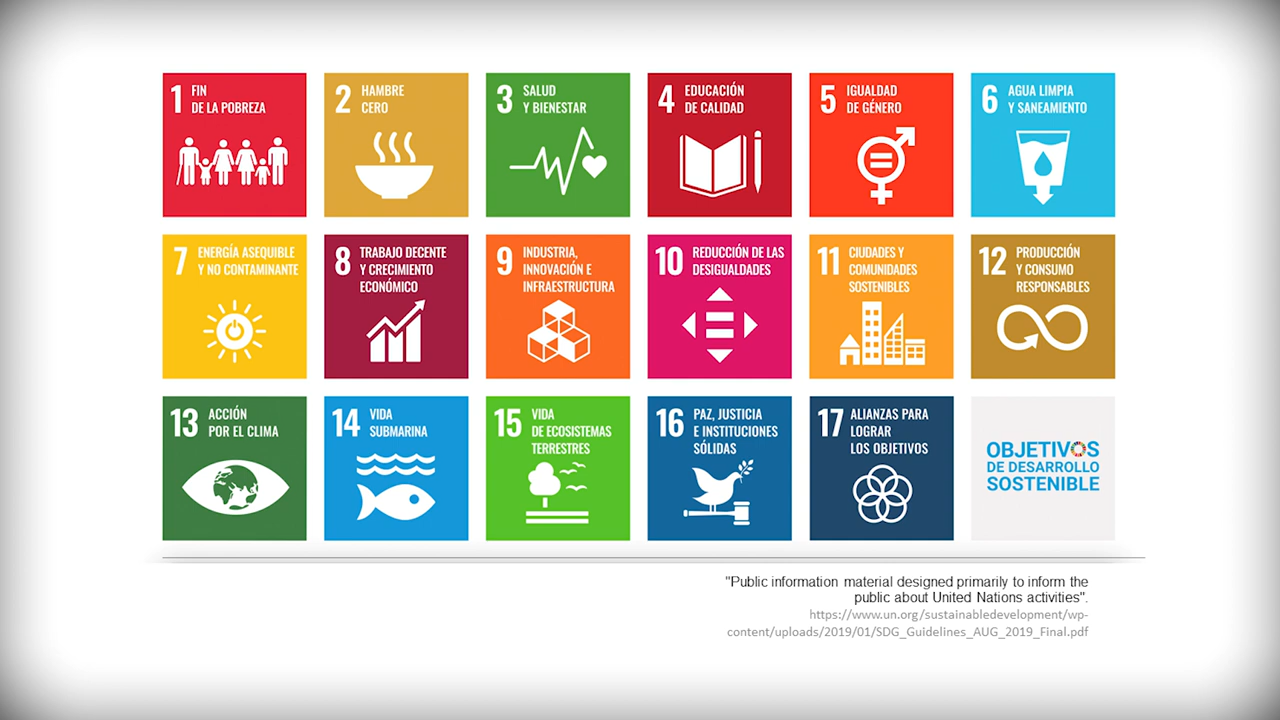 1 FIN
DE LA POBREZA
2 HAMBRE
CERO
3 SALUD
Y BIENESTAR
4 EDUCACIÓN
DE CALIDAD
5 IGUALDAD
DE GÉNERO
6 AGUA LIMPIA
Y SANEAMIENTO
7 ENERGÍA ASEQUIBLE
Y NO CONTAMINANTE
8 TRABAJO DECENTE
Y CRECIMIENTO
ECONÓMICO
9 INDUSTRIA,
INNOVACIÓN E
INFRAESTRUCTURA
10 REDUCCIÓN DE LAS
DESIGUALDADES
11 CIUDADES Y
COMUNIDADES
SOSTENIBLES
12 PRODUCCIÓN
Y CONSUMO
RESPONSABLES
13 ACCIÓN
POR EL CLIMA
14 VIDA
SUBMARINA
15 VIDA
DE ECOSISTEMAS
TERRESTRES
16 PAZ, JUSTICIA
E INSTITUCIONES
SÓLIDAS
17 ALIANZAS PARA
LOGRAR
LOS OBJETIVOS
OBJETIVOS
DE DESARROLLO
SOSTENIBLE
"Public information material designed primarily to inform the
public about United Nations activities".
https://www.un.org/sustainabledevelopment/wp-
content/uploads/2019/01/SDG_Guidelines_AUG_2019_Final.pdf